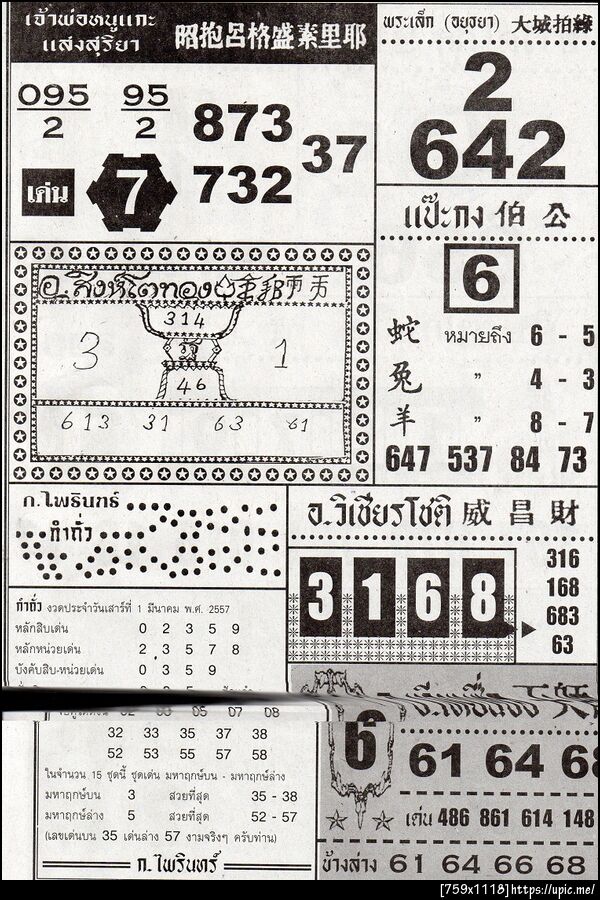 เจ้าพ่อหนูแกะ
แสงสุริยา
昭抱呂格盛素里耶
095
2
95
2
873
37
732
เด่น
7
พระเล็ก (อยุธยา) 大城拍綠
2
642
แป๊ะกง 伯公
6
蛇 หมายถึง 6 - 5
兔 " 4 - 3
羊 " 8 - 7
647 537 84 73
อ.สิงห์โตทอง
314
3
วัฐ
1
46
613 31 63 61
ก.ไพรินทร์
กำถั่ว
กำถั่ว งวดประจำวันเสาร์ที่ 1 มีนาคม พ.ศ. 2557
หลักสิบเด่น 0 2 3 5 9
หลักหน่วยเด่น 2 3 5 7 8
บังคับสิบ-หน่วยเด่น 0 3 5 9
05 07 08
32 33 35 37 38
52 53 55 57 58
ในจำนวน 15 ชุดนี้ ชุดเด่น มหาฤกษ์บน - มหาฤกษ์ล่าง
มหาฤกษ์บน 3 สวยที่สุด 35 - 38
มหาฤกษ์ล่าง 5 สวยที่สุด 52 - 57
(เลขเด่นบน 35 เด่นล่าง 57 งามจริงๆ ครับท่าน)
ก.ไพรินทร์
อ.วิเชียรโชติ 威昌財
3168
316
168
683
63
6
61 64 68
เด่น 486 861 614 148
ข้างล่าง 61 64 66 68
[759x1118]https://upic.me/